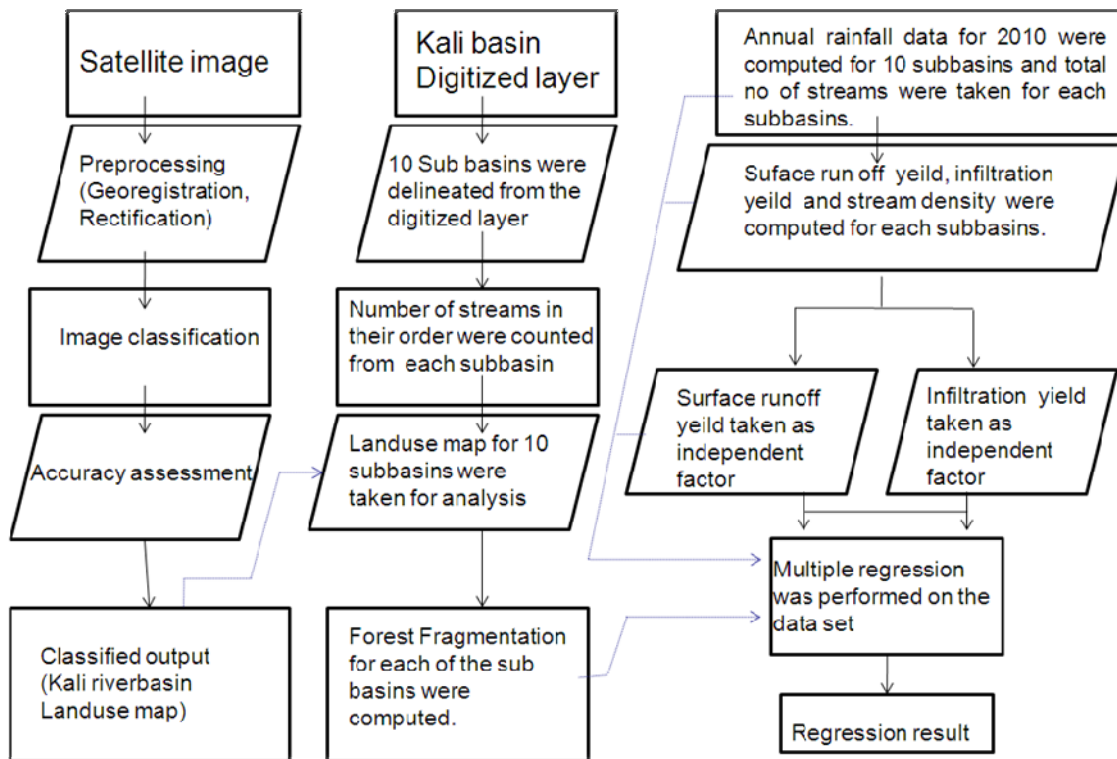 Satellite image
Preprocessing
(Georegistration,
Rectification)
Image classification
Accuracy assessment
Classified output
(Kali riverbasin
Landuse map)
Kali basin
Digitized layer
10 Sub basins were
delineated from the
digitized layer
Number of streams in
their order were counted
from each subbasin
Landuse map for 10
subbasins were
taken for analysis
Forest Fragmentation
for each of the sub
basins were
computed.
Annual rainfall data for 2010 were
computed for 10 subbasins and total
no of streams were taken for each
subbasins.
Suface run off yeild, infiltration
yeild and stream density were
computed for each subbasins.
Surface runoff
yeild taken as
independent
factor
Infiltration yield
taken as
independent
factor
Multiple regression
was performed on the
data set
Regression result